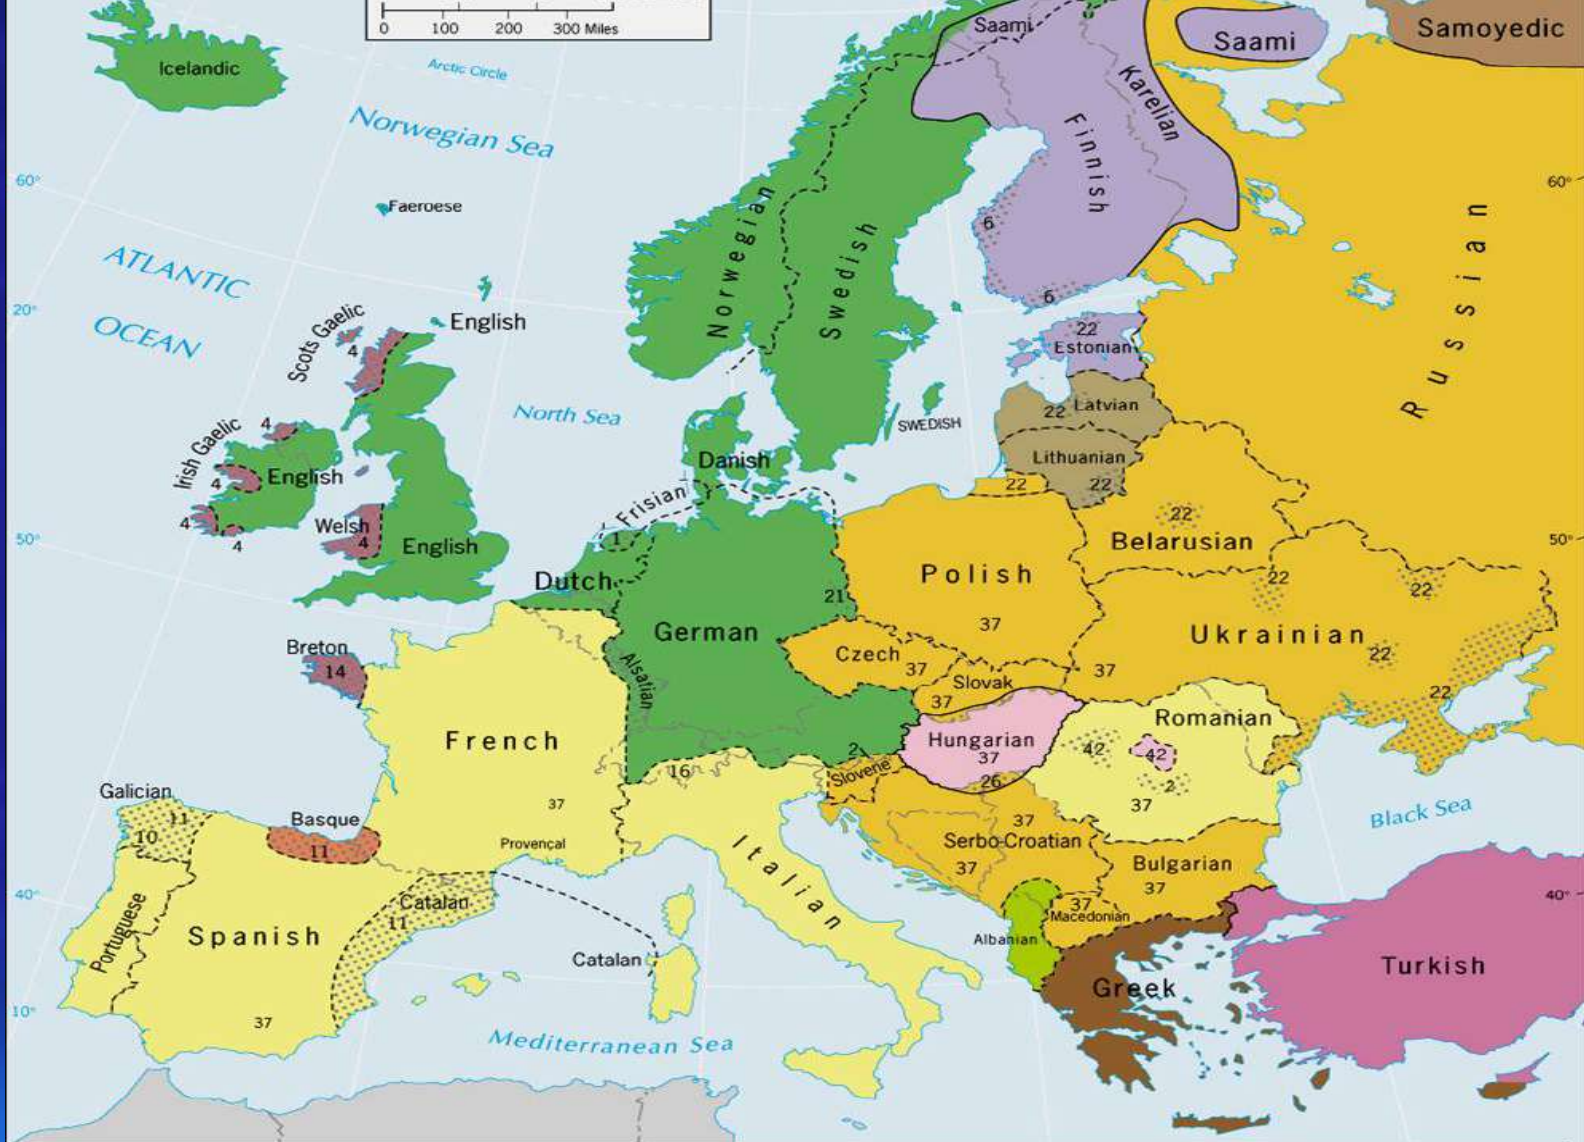 0 100 200 300 Miles
Saami
Saami
Samoyedic
Icelandic
Arctic Circle
Karelian
Norwegian Sea
Finnish
60°
60°
Faeroese
6
Norwegian
Swedish
Russian
ATLANTIC
OCEAN
20°
6
English
Scots Gaelic
4
22
Estonian
North Sea
22 Latvian
SWEDISH
4
Irish Gaelic
English
4
Danish
Lithuanian
22
22
Frisian
4
4
Welsh
4
English
1
22
Belarusian
50°
50°
Dutch
Polish
22
22
21
37
German
Ukrainian
22
Breton
14
Czech
37
37
Alsatian
Slovak
37
22
French
Romanian
Hungarian
37
42
42
2
16
Slovene
26
2
37
Galician
11
10
37
Black Sea
Basque
11
37
Serbo-Croatian
37
Provençal
Italian
Bulgarian
37
40°
40°
Catalan
11
Portuguese
Spanish
37
Macedonian
Albanian
Catalan
Turkish
Greek
10°
37
Mediterranean Sea